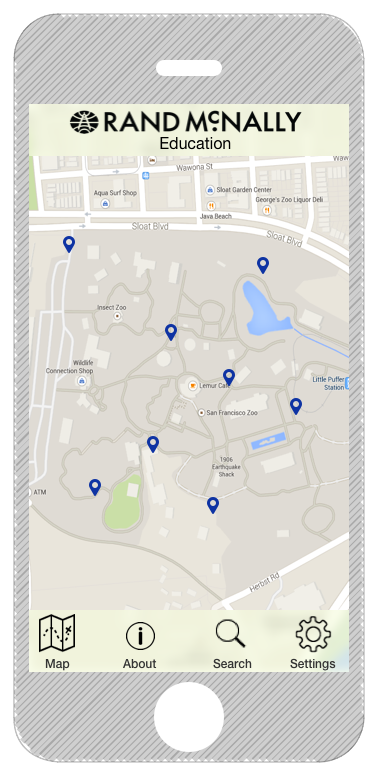 RAND McNALLY
Education
Wawona St
Waw
Aqua Surf Shop
Sloat Garden Center
George's Zoo Liquor Deli
Java Beach
Sloat Blvd
Sloat Blvd
Insect Zoo
Wildlife
Connection Shop
Lemur Cafe
Little Puffer
Station
San Francisco Zoo
1906
Earthquake
Shack
ATM
Herbst Rd
Map
About
Search
Settings